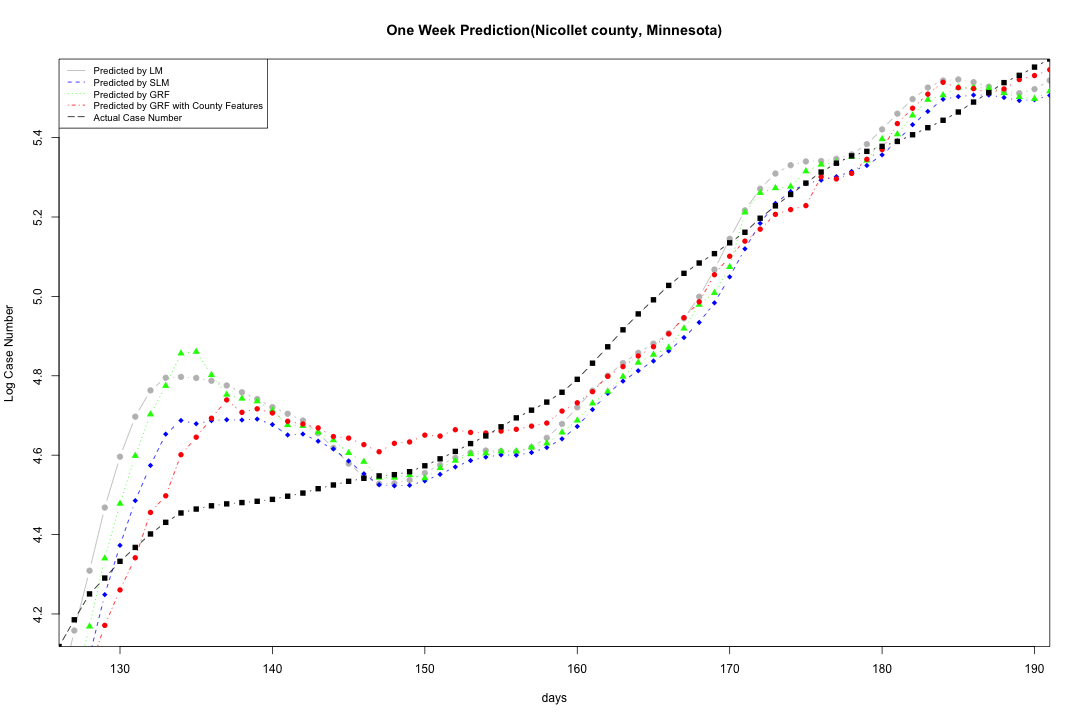 One Week Prediction(Nicollet county, Minnesota)
Predicted by LM
Predicted by SLM
Predicted by GRF
Predicted by GRF with County Features
Actual Case Number
Log Case Number
5.4
5.2
5.0
4.8
4.6
4.4
4.2
130 140 150 160 170 180 190
days